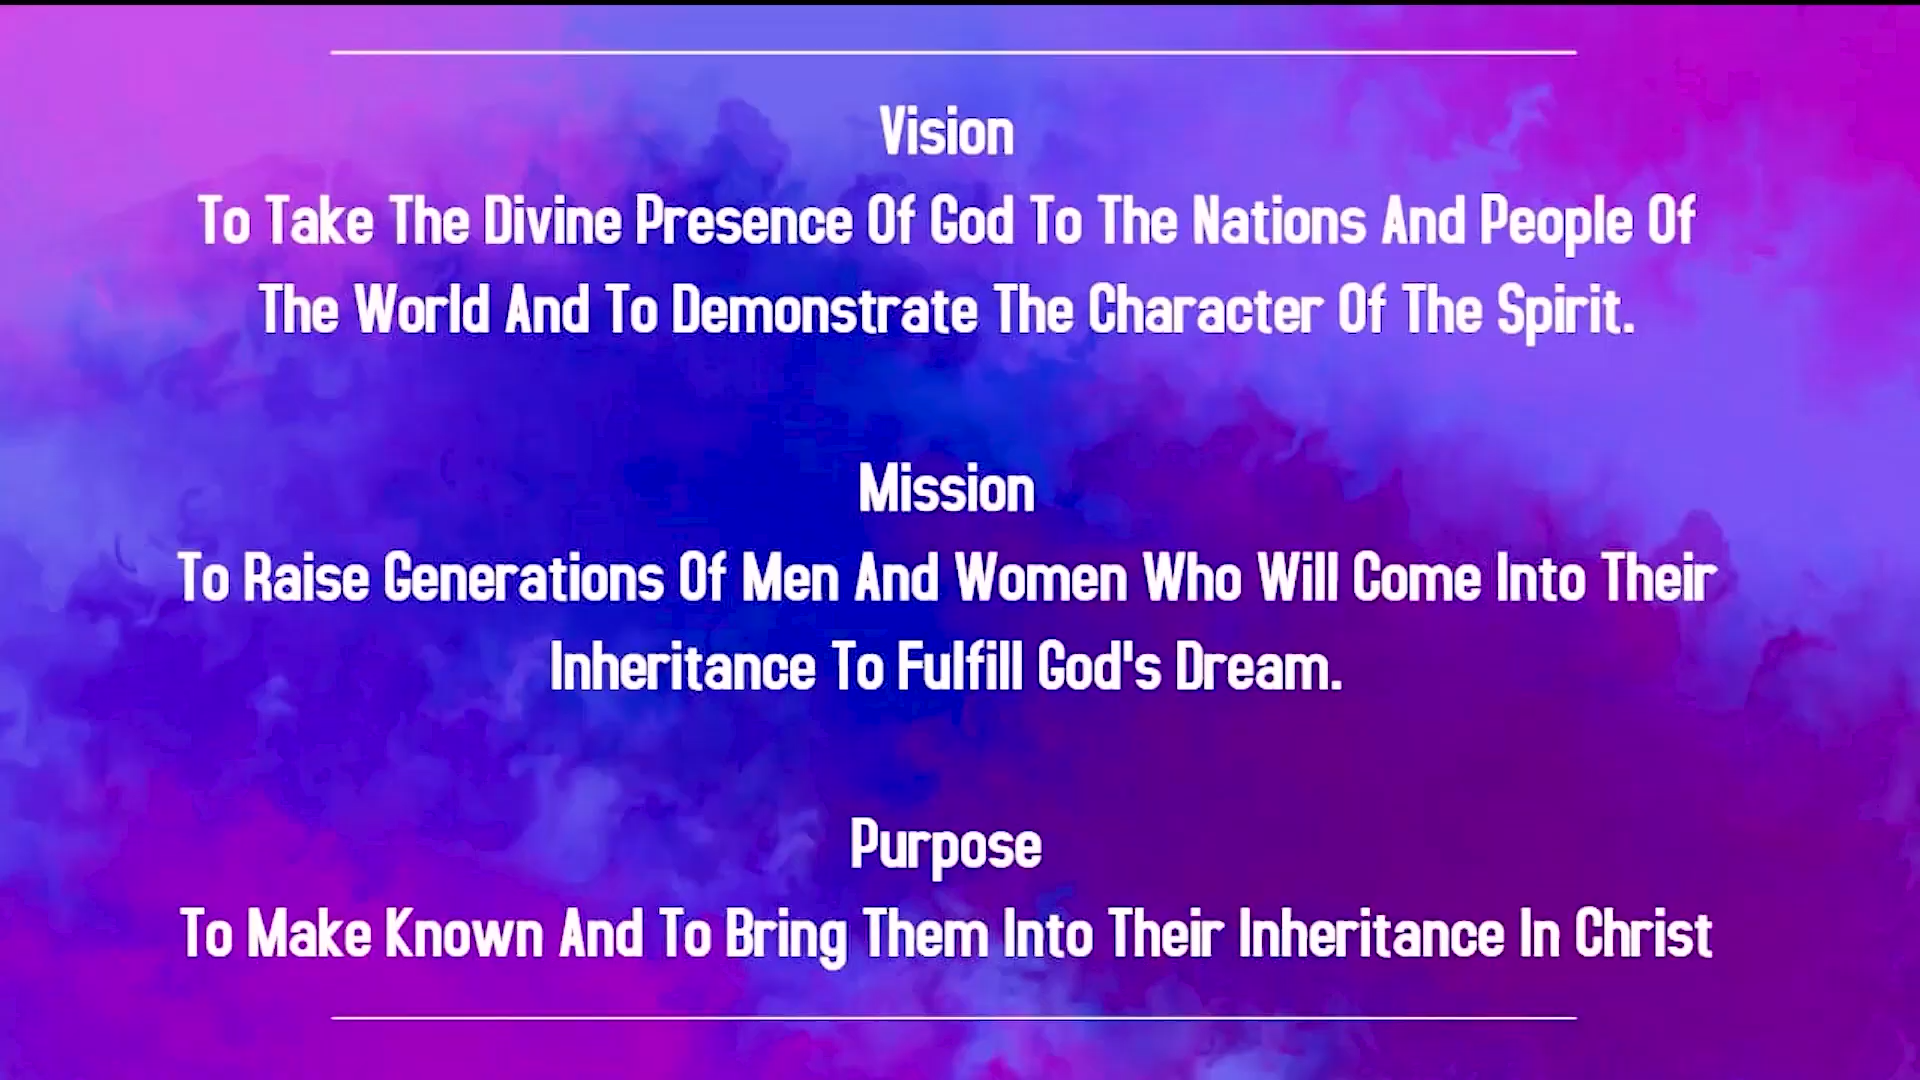 Vision
To Take The Divine Presence Of God To The Nations And People Of
The World And To Demonstrate The Character Of The Spirit.
Mission
To Raise Generations Of Men And Women Who Will Come Into Their
Inheritance To Fulfill God's Dream.
Purpose
To Make Known And To Bring Them Into Their Inheritance In Christ